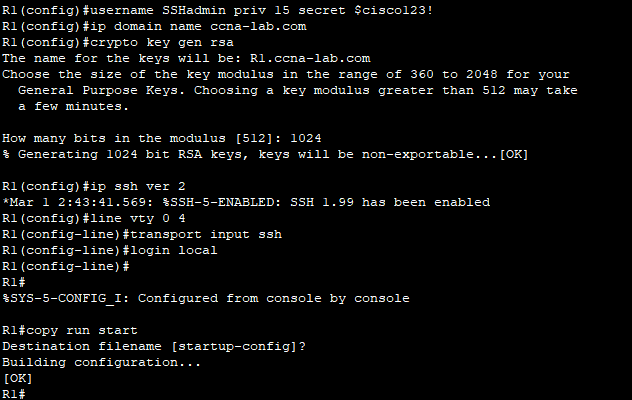 R1(config)#username SSHadmin priv 15 secret $cisco123!
R1(config)#ip domain name ccna-lab.com
R1(config)#crypto key gen rsa
The name for the keys will be: R1.ccna-lab.com
Choose the size of the key modulus in the range of 360 to 2048 for your
  General Purpose Keys. Choosing a key modulus greater than 512 may take
  a few minutes.

How many bits in the modulus [512]: 1024
% Generating 1024 bit RSA keys, keys will be non-exportable...[OK]

R1(config)#ip ssh ver 2
*Mar 1 2:43:41.569: %SSH-5-ENABLED: SSH 1.99 has been enabled
R1(config)#line vty 0 4
R1(config-line)#transport input ssh
R1(config-line)#login local
R1(config-line)#
R1#
%SYS-5-CONFIG_I: Configured from console by console

R1#copy run start
Destination filename [startup-config]?
Building configuration...
[OK]
R1#